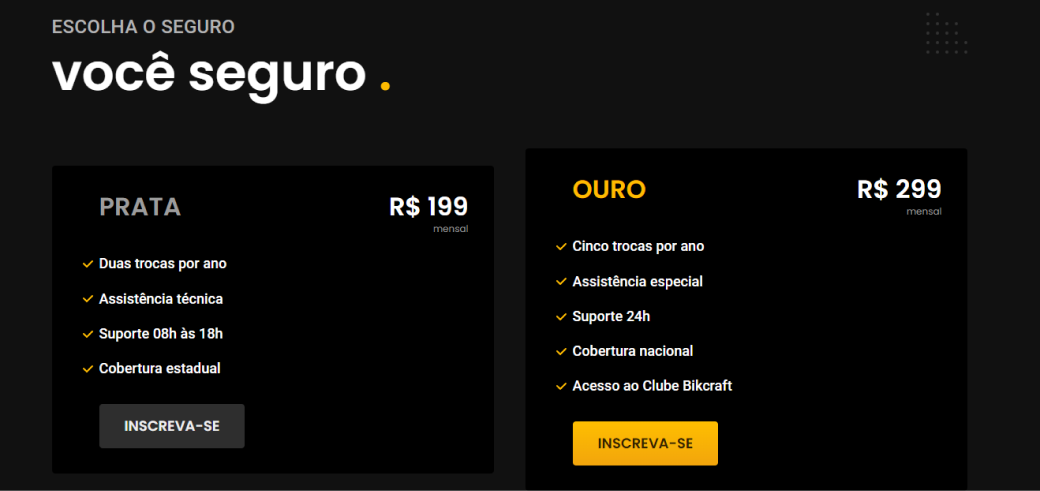 ESCOLHA O SEGURO
você seguro .
PRATA
R$ 199
mensal
Duas trocas por ano
Assistência técnica
Suporte 08h às 18h
Cobertura estadual
INSCREVA-SE
OURO
R$ 299
mensal
Cinco trocas por ano
Assistência especial
Suporte 24h
Cobertura nacional
Acesso ao Clube Bikcraft
INSCREVA-SE